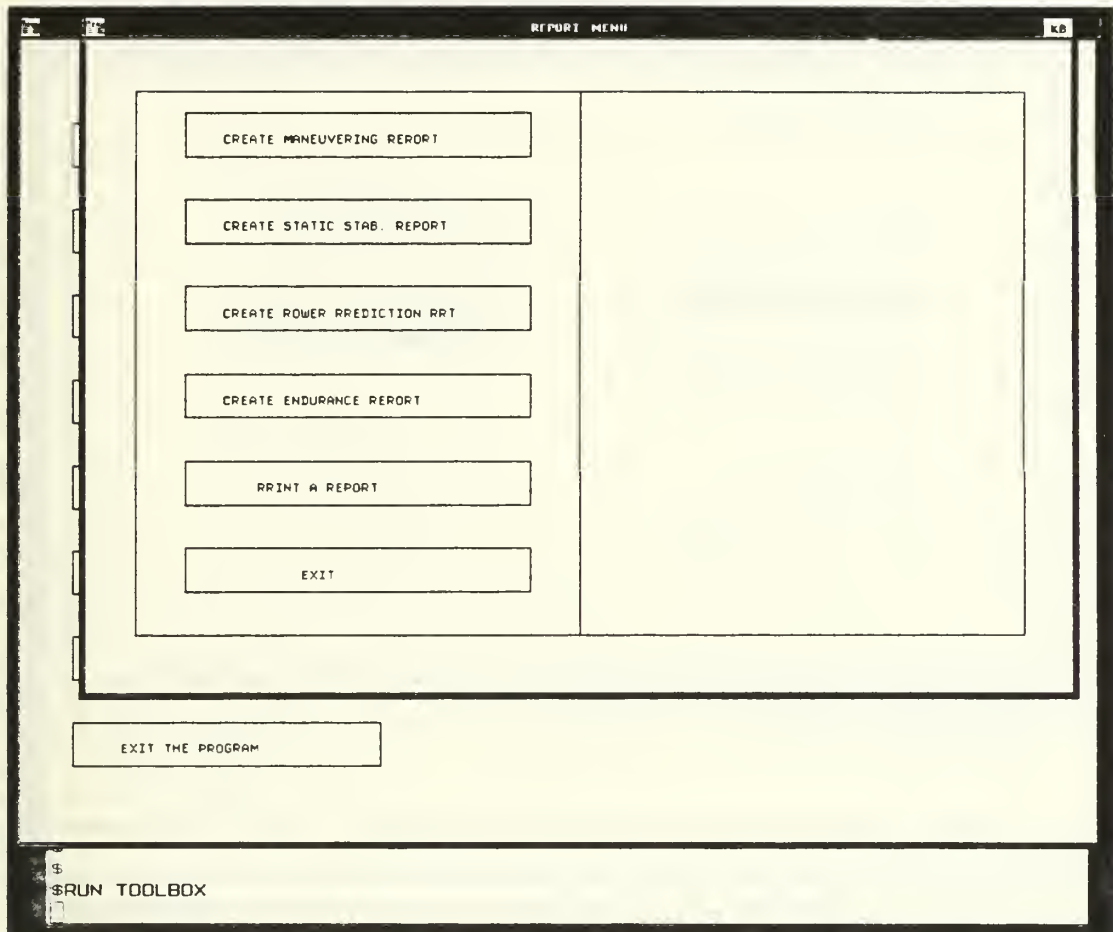 REPORT MENU
KB
CREATE MANEUVERING RERORT
CREATE STATIC STAB. REPORT
CREATE ROWER RREDICTION RRT
CREATE ENDURANCE RERORT
RRINT A REPORT
EXIT
EXIT THE PROGRAM
$
$RUN TOOLBOX